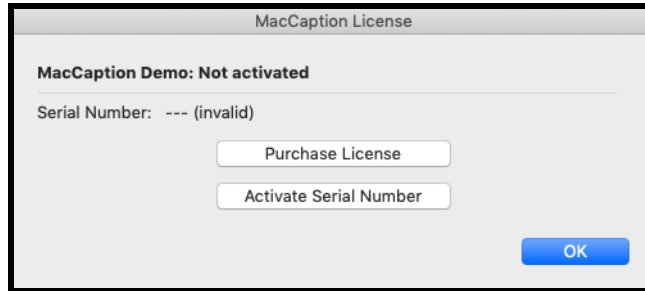 MacCaption License
MacCaption Demo: Not activated
Serial Number: --- (invalid)
Purchase License
Activate Serial Number
OK